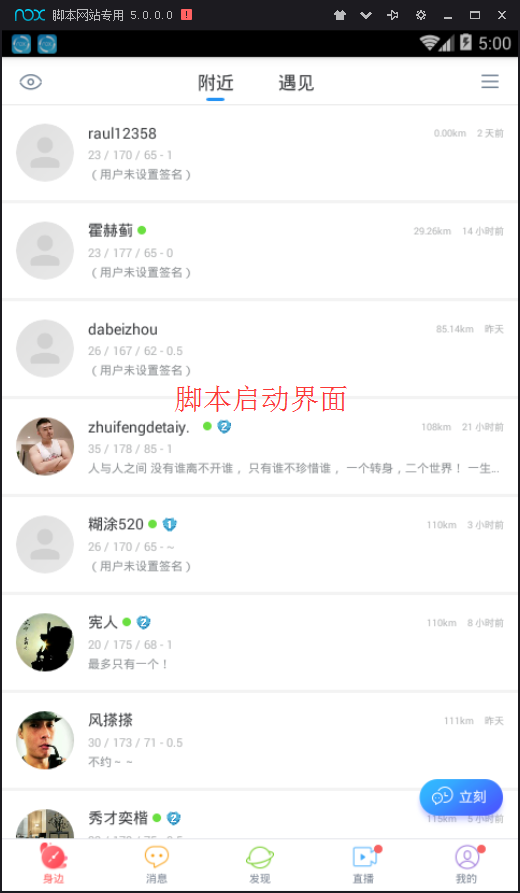 nox 脚本网站专用 5.0.0.0
5:00
附近 遇见
raul12358 0.00km 2 天前
23 / 170 / 65 - 1
（用户未设置签名）
霍赫蓟 29.26km 14 小时前
23 / 177 / 65 - 0
（用户未设置签名）
dabeizhou 85.14km 昨天
26 / 167 / 62 - 0.5
（用户未设置签名）
脚本启动界面
zhuifengdetaiy. 2 108km 21 小时前
35 / 178 / 85 - 1
人与人之间 没有谁离不开谁， 只有谁不珍惜谁， 一个转身，二个世界！ 一生...
糊涂520 1 110km 3 小时前
26 / 170 / 65 - ~
（用户未设置签名）
宪人 2 110km 8 小时前
20 / 175 / 68 - 1
最多只有一个！
风搽搽 111km 昨天
30 / 173 / 71 - 0.5
不约~~
立刻
秀才奕楷 2 115km 5 小时前
身边 消息 发现 直播 我的